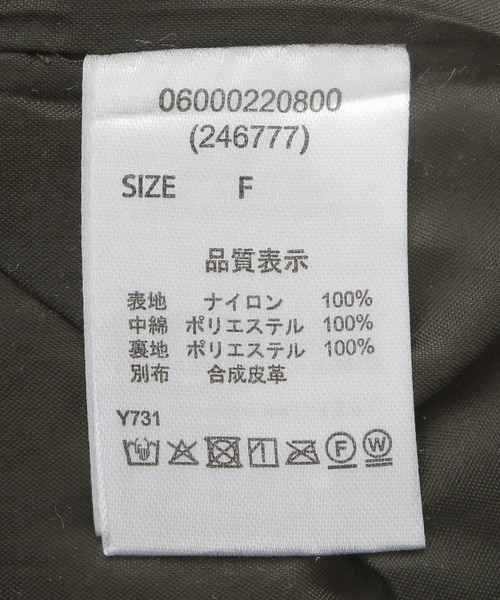 06000220800
(246777)
SIZE F
品質表示
表地 ナイロン 100%
中綿 ポリエステル 100%
裏地 ポリエステル 100%
別布 合成皮革
Y731
F W